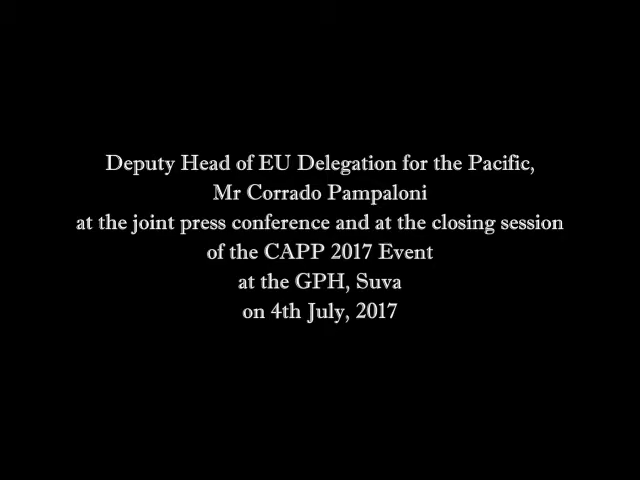 Deputy Head of EU Delegation for the Pacific,
Mr Corrado Pampaloni
at the joint press conference and at the closing session
of the CAPP 2017 Event
at the GPH, Suva
on 4th July, 2017